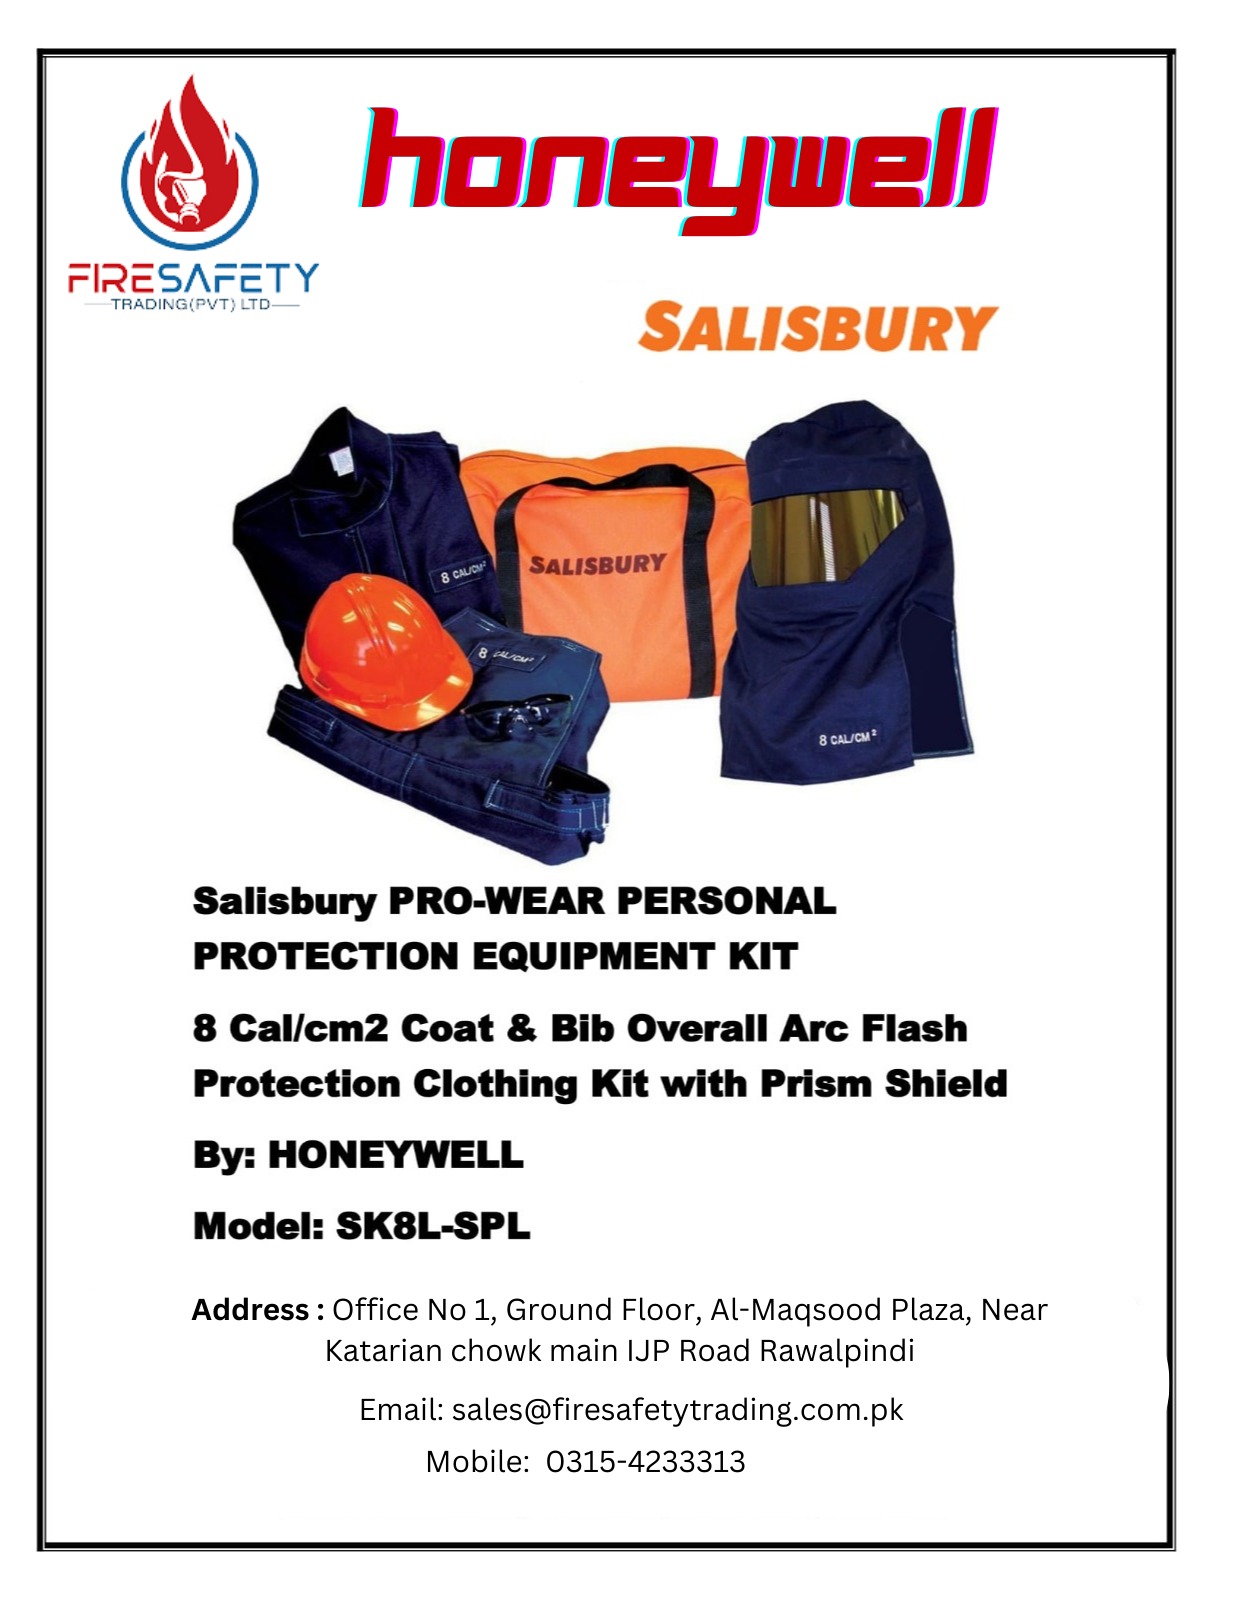 honeywell
FIRESAFETY
TRADING(PVT) LTD
SALISBURY
8 CAL/CM²
SALISBURY
8 CAL/CM²
8 CAL/CM²
Salisbury PRO-WEAR PERSONAL
PROTECTION EQUIPMENT KIT
8 Cal/cm2 Coat & Bib Overall Arc Flash
Protection Clothing Kit with Prism Shield
By: HONEYWELL
Model: SK8L-SPL
Address : Office No 1, Ground Floor, Al-Maqsood Plaza, Near
Katarian chowk main IJP Road Rawalpindi
Email: sales@firesafetytrading.com.pk
Mobile: 0315-4233313